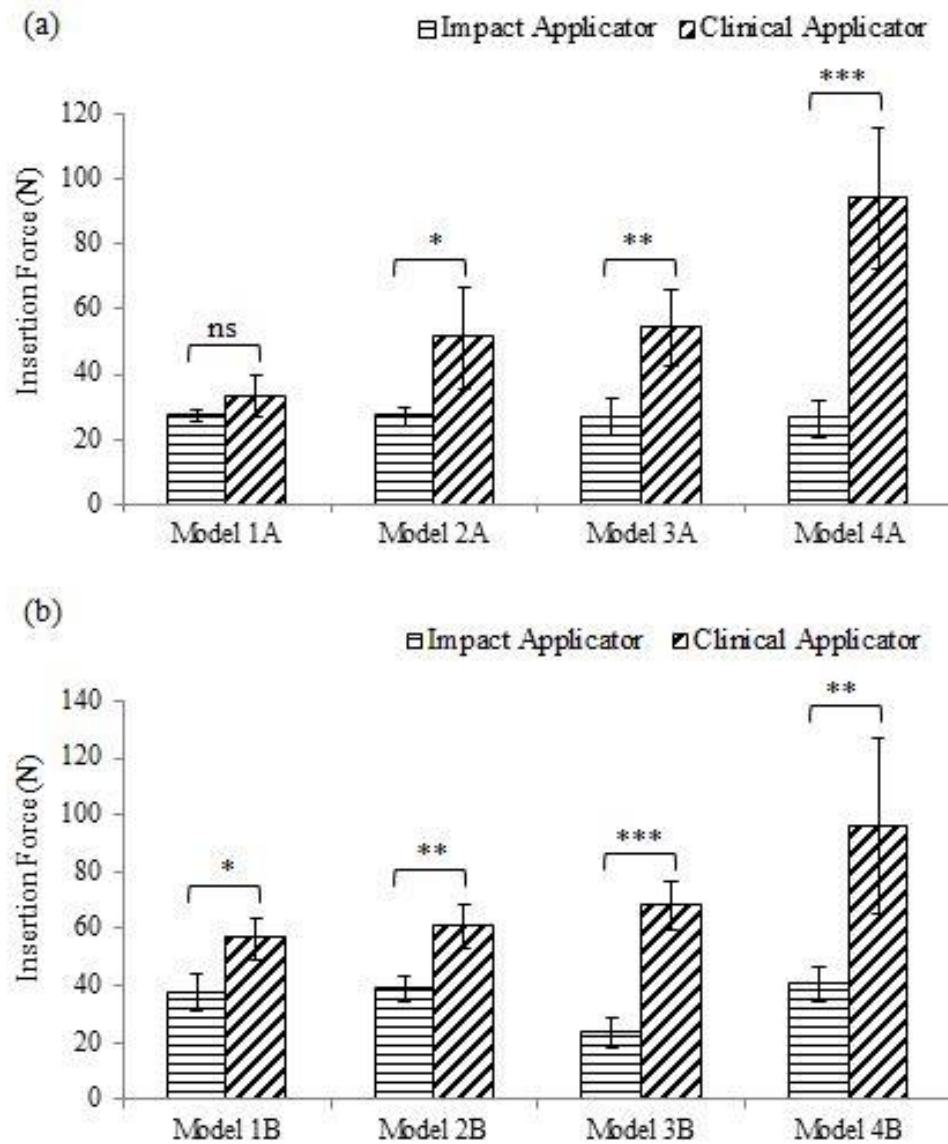 (a)
Impact Applicator Clinical Applicator
***
120
100
80
60
40
20
0
Insertion Force (N)
*
**
ns
Model 1A Model 2A Model 3A Model 4A
(b)
Impact Applicator Clinical Applicator
**
140
120
100
80
60
40
20
0
Insertion Force (N)
*
**
***
Model 1B Model 2B Model 3B Model 4B